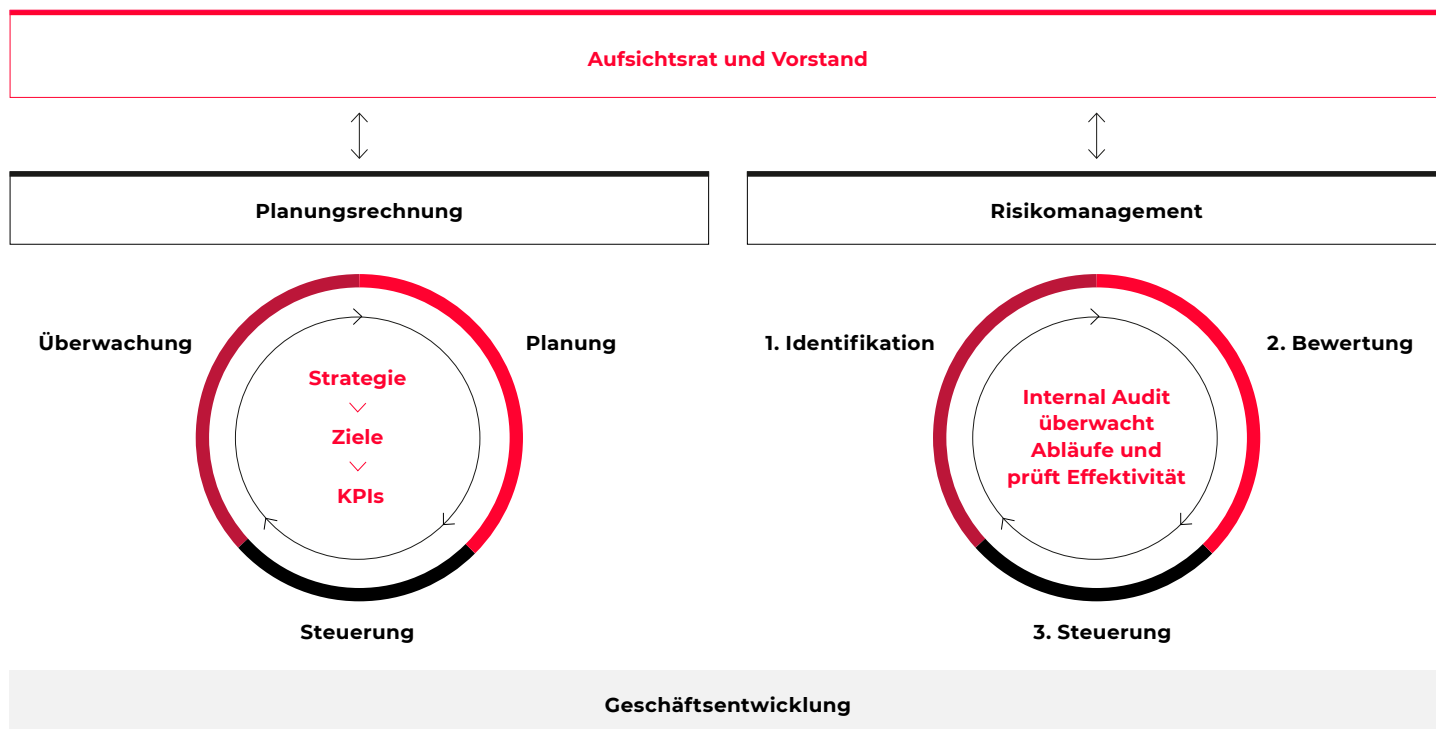 Aufsichtsrat und Vorstand
Planungsrechnung
Risikomanagement
Überwachung
Planung
Strategie
Ziele
KPIs
Steuerung
1. Identifikation
2. Bewertung
Internal Audit
überwacht
Abläufe und
prüft Effektivität
3. Steuerung
Geschäftsentwicklung